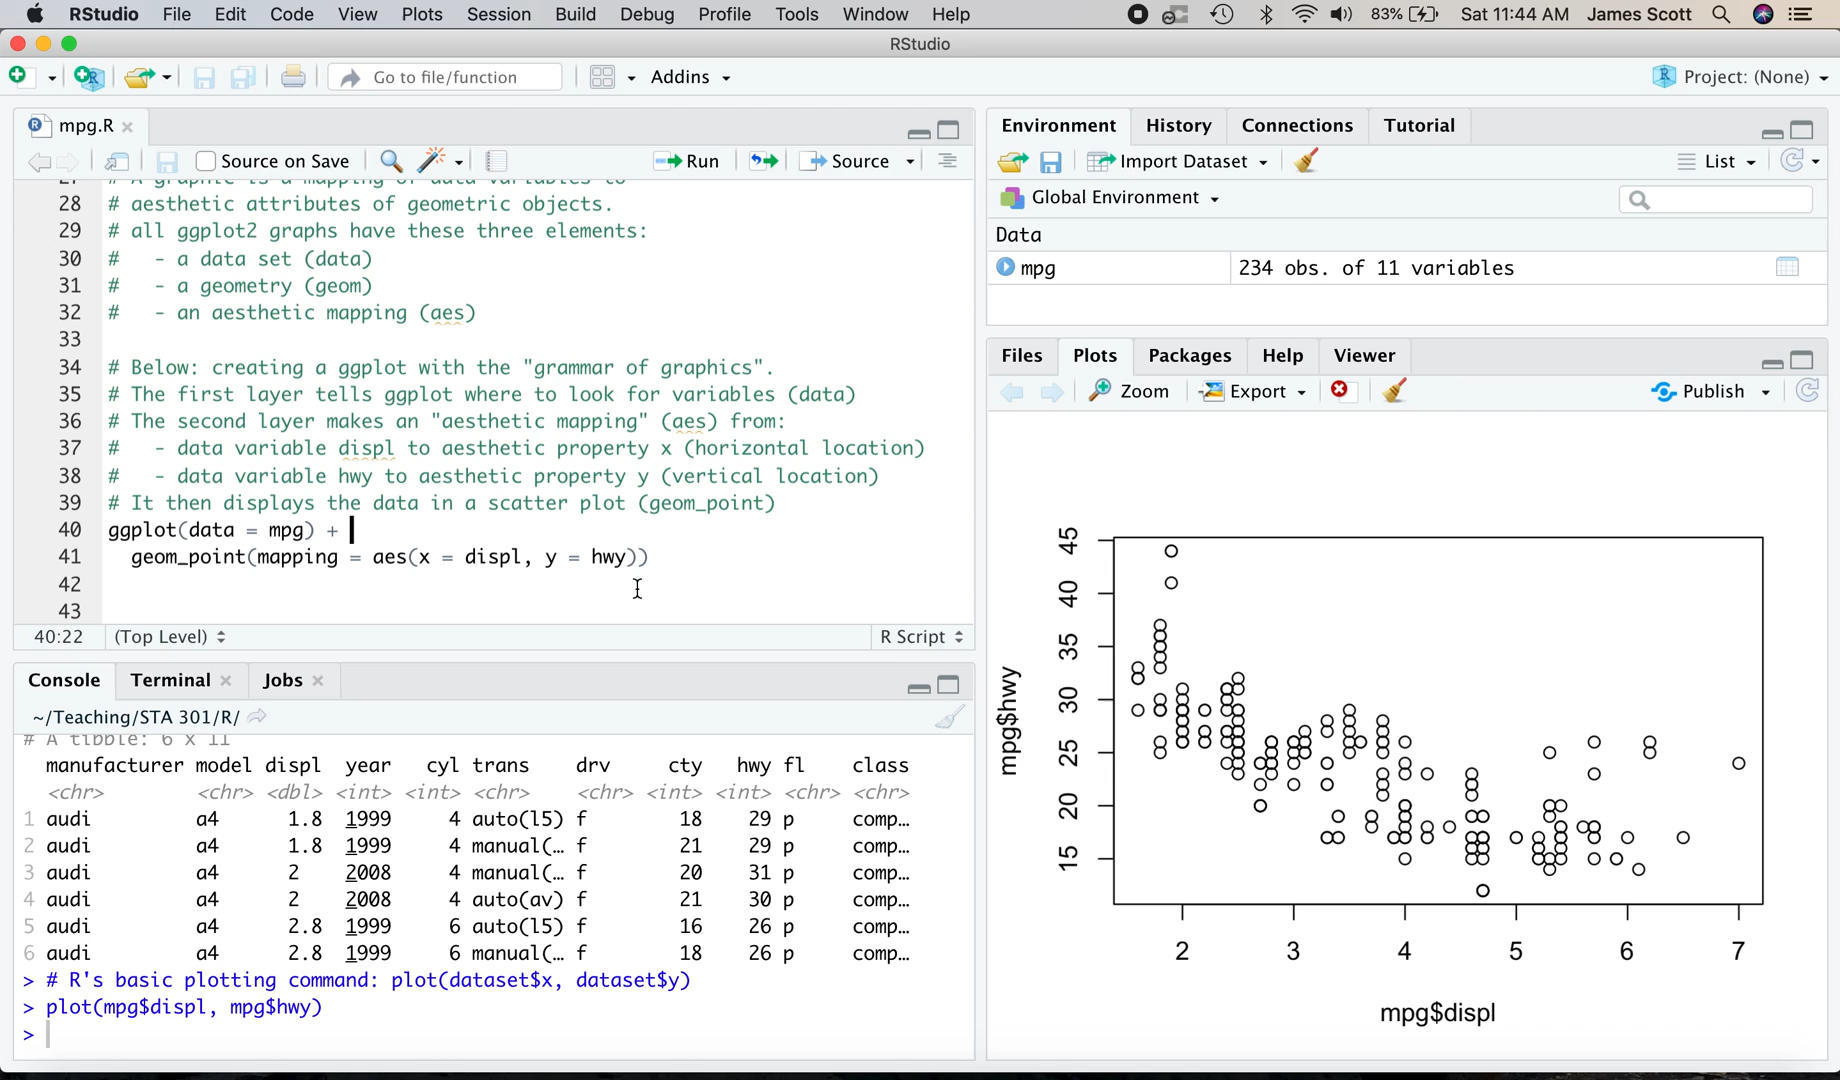 RStudio File Edit Code View Plots Session Build Debug Profile Tools Window Help 83% Sat 11:44 AM James Scott
RStudio
Go to file/function Addins Project: (None)
mpg.R
Source on Save Run Source
27 # A graphic is a mapping of data variables to
28 # aesthetic attributes of geometric objects.
29 # all ggplot2 graphs have these three elements:
30 #   - a data set (data)
31 #   - a geometry (geom)
32 #   - an aesthetic mapping (aes)
33
34 # Below: creating a ggplot with the "grammar of graphics".
35 # The first layer tells ggplot where to look for variables (data)
36 # The second layer makes an "aesthetic mapping" (aes) from:
37 #   - data variable displ to aesthetic property x (horizontal location)
38 #   - data variable hwy to aesthetic property y (vertical location)
39 # It then displays the data in a scatter plot (geom_point)
40 ggplot(data = mpg) +
41   geom_point(mapping = aes(x = displ, y = hwy))
42
43
40:22 (Top Level) R Script
Console Terminal Jobs
~/Teaching/STA 301/R/
# A tibble: 6 x 11
manufacturer model displ year cyl trans drv cty hwy fl class
<chr> <chr> <dbl> <int> <int> <chr> <chr> <int> <int> <chr> <chr>
1 audi a4 1.8 1999 4 auto(l5) f 18 29 p comp…
2 audi a4 1.8 1999 4 manual(… f 21 29 p comp…
3 audi a4 2 2008 4 manual(… f 20 31 p comp…
4 audi a4 2 2008 4 auto(av) f 21 30 p comp…
5 audi a4 2.8 1999 6 auto(l5) f 16 26 p comp…
6 audi a4 2.8 1999 6 manual(… f 18 26 p comp…
> # R's basic plotting command: plot(dataset$x, dataset$y)
> plot(mpg$displ, mpg$hwy)
>
Environment History Connections Tutorial
Import Dataset List
Global Environment
Data
mpg 234 obs. of 11 variables
Files Plots Packages Help Viewer
Zoom Export Publish
mpg$hwy
45
40
35
30
25
20
15
2 3 4 5 6 7
mpg$displ